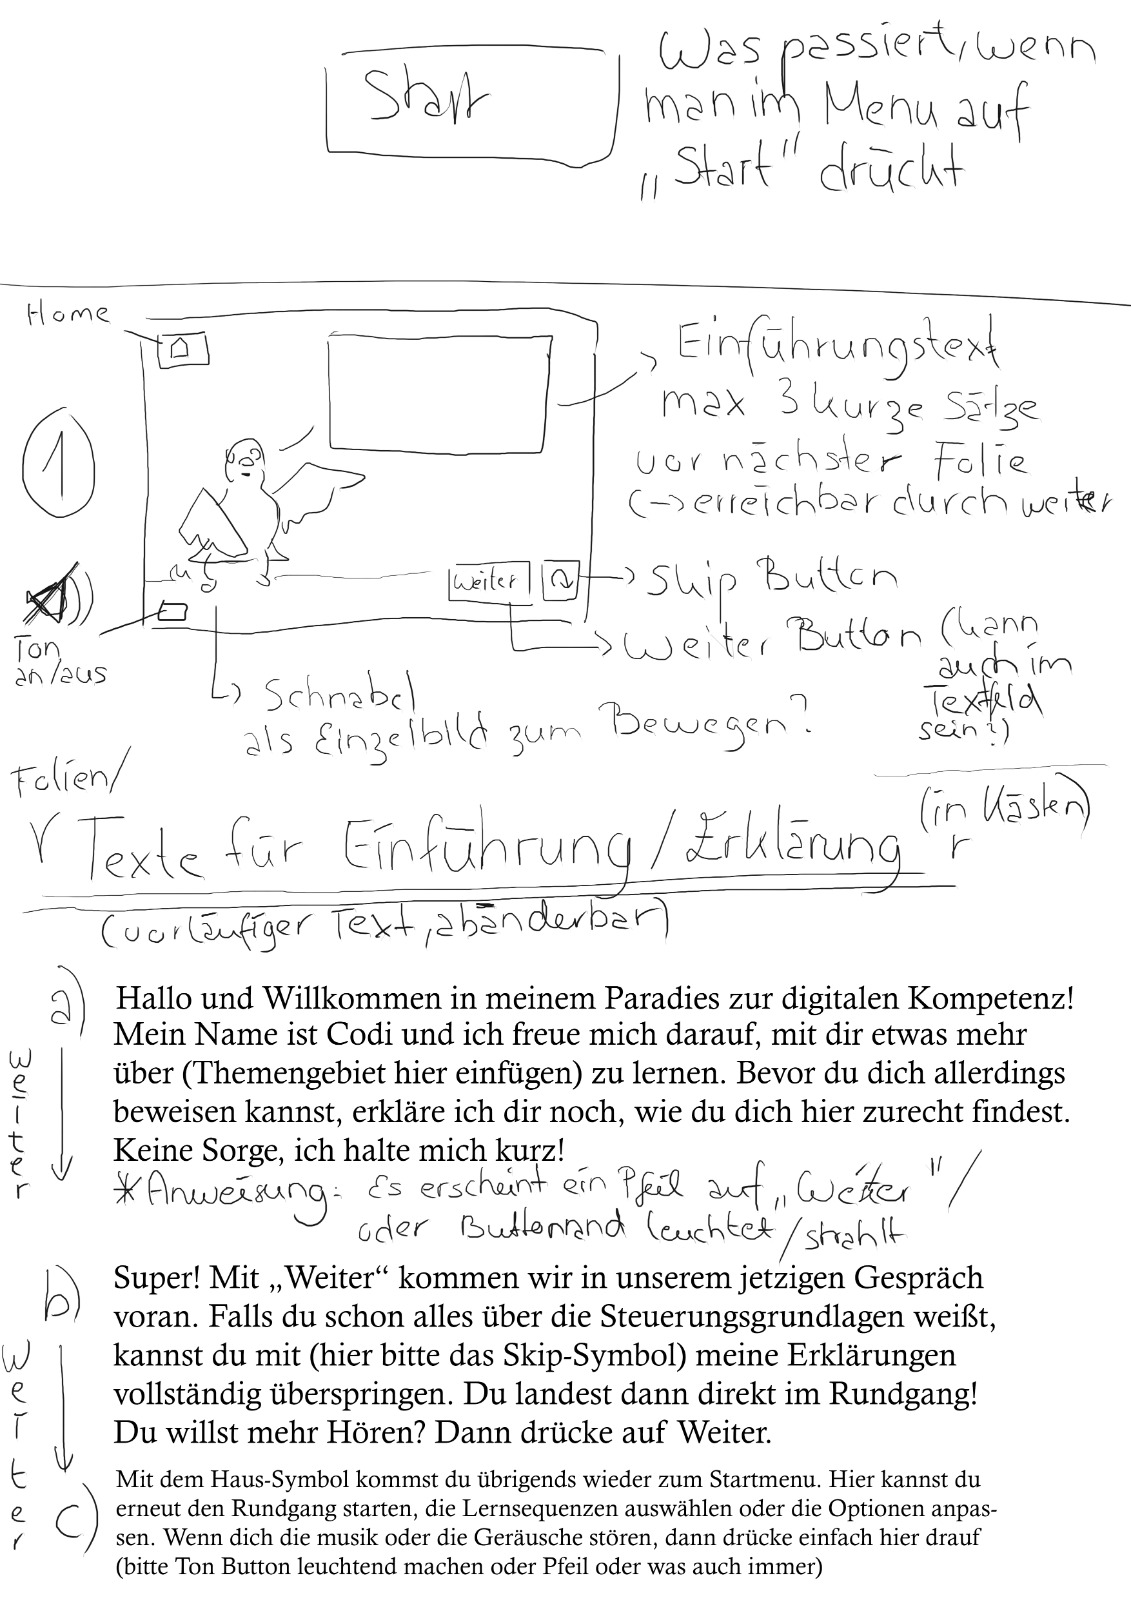 Start
Was passiert, wenn
man im Menu auf
„Start" drückt
Home
Einführungstext
max 3 kurze Sätze
vor nächster Folie
(→ erreichbar durch weiter
1
weiter
Skip Button
Weiter Button (kann
auch im
Textfeld
sein?)
Ton
an/aus
Schnabel
als Einzelbild zum Bewegen?
Folien/
Texte für Einführung/Erklärung
(in Kästen)
(vorläufiger Text, abänderbar)
a)
Hallo und Willkommen in meinem Paradies zur digitalen Kompetenz!
Mein Name ist Codi und ich freue mich darauf, mit dir etwas mehr
über (Themengebiet hier einfügen) zu lernen. Bevor du dich allerdings
beweisen kannst, erkläre ich dir noch, wie du dich hier zurecht findest.
Keine Sorge, ich halte mich kurz!
weiter
*Anweisung: Es erscheint ein Pfeil auf „Weiter"/
oder Buttonrand leuchtet/strahlt
b)
Super! Mit „Weiter“ kommen wir in unserem jetzigen Gespräch
voran. Falls du schon alles über die Steuerungsgrundlagen weißt,
kannst du mit (hier bitte das Skip-Symbol) meine Erklärungen
vollständig überspringen. Du landest dann direkt im Rundgang!
Du willst mehr Hören? Dann drücke auf Weiter.
weiter
c)
Mit dem Haus-Symbol kommst du übrigends wieder zum Startmenu. Hier kannst du
erneut den Rundgang starten, die Lernsequenzen auswählen oder die Optionen anpas-
sen. Wenn dich die musik oder die Geräusche stören, dann drücke einfach hier drauf
(bitte Ton Button leuchtend machen oder Pfeil oder was auch immer)